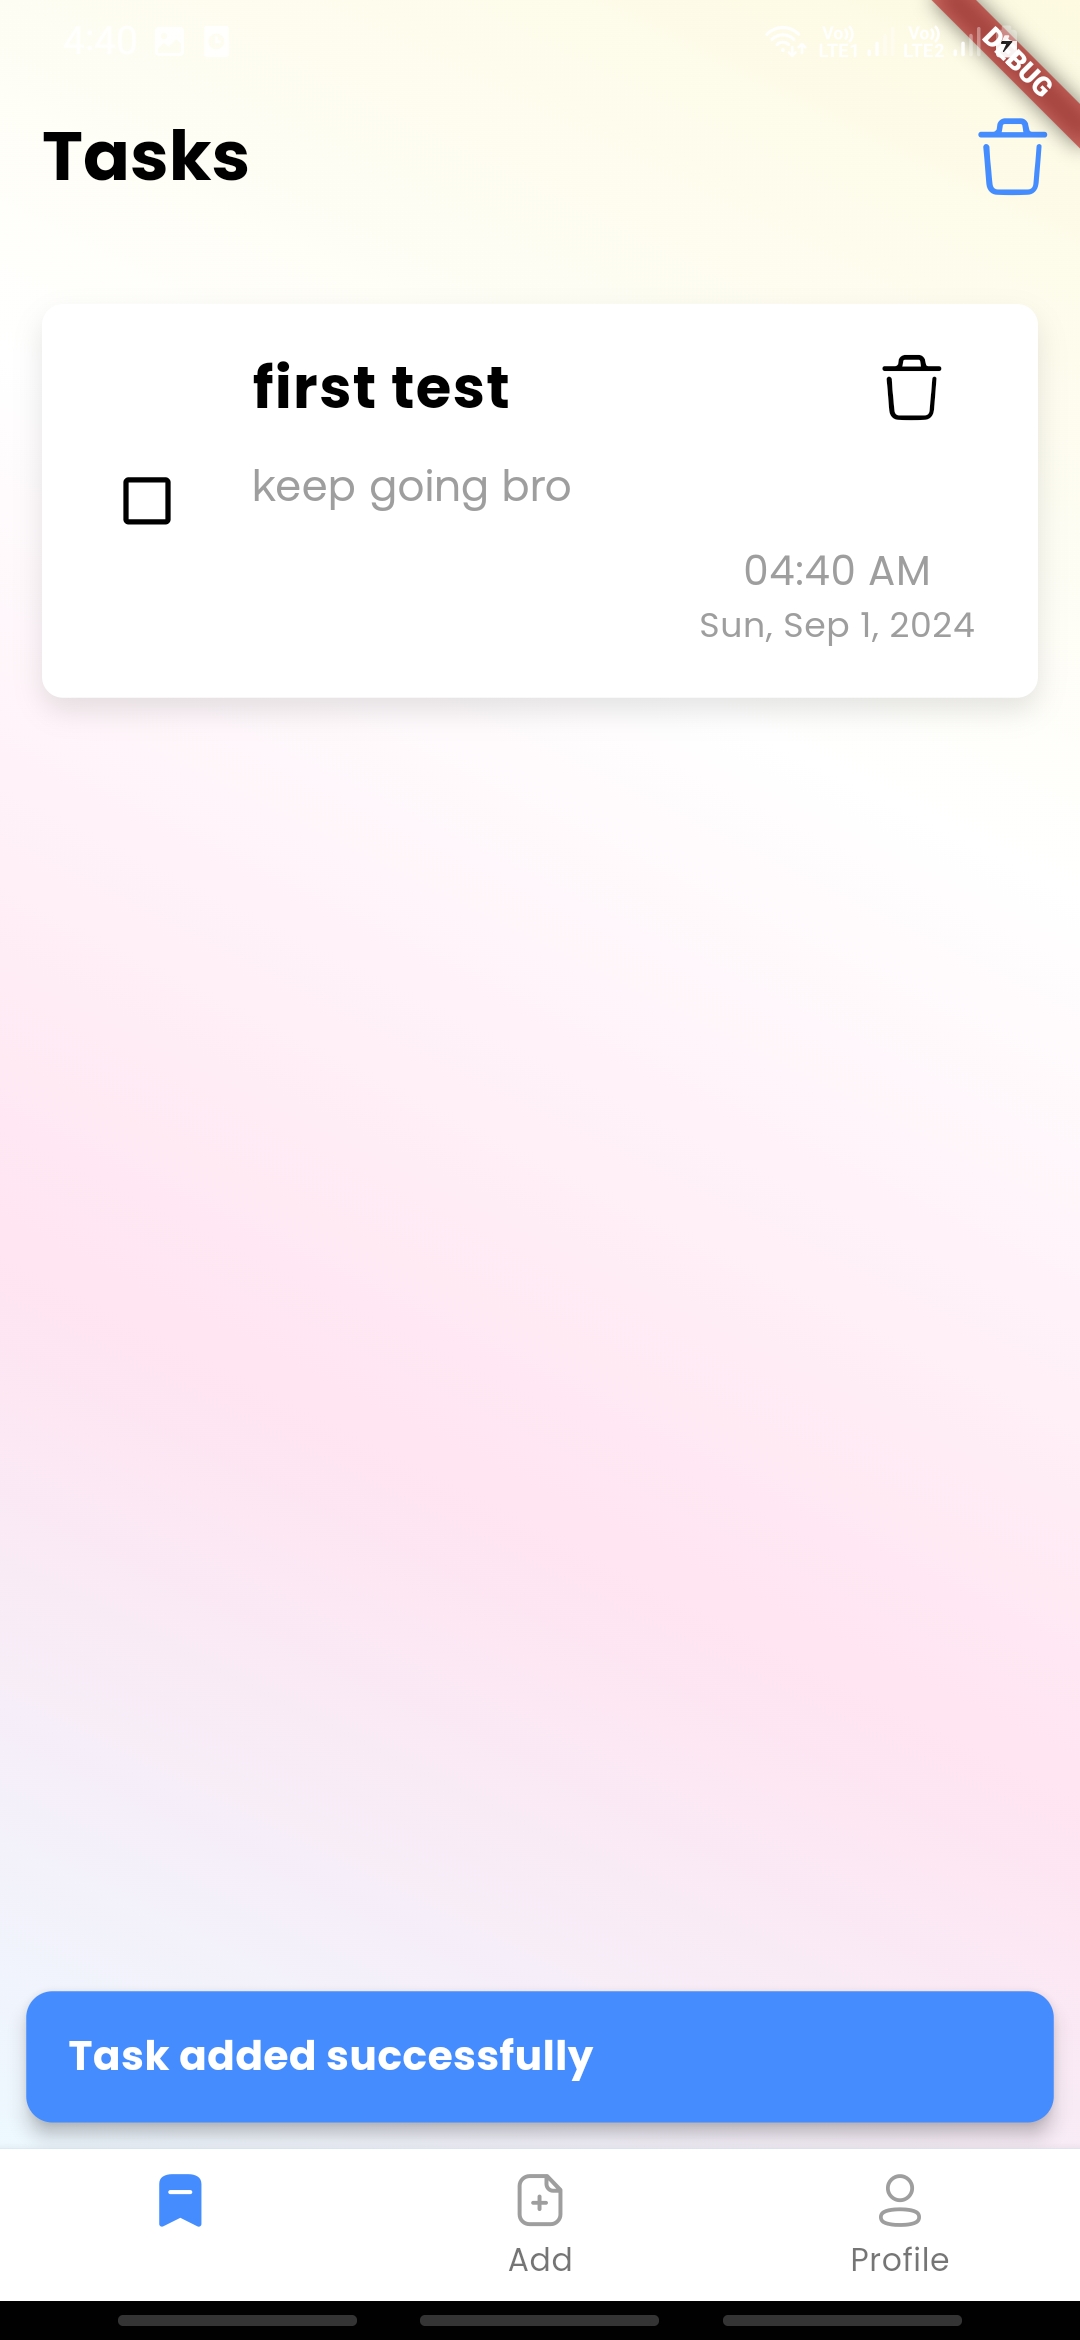 4:40
Vo)) LTE1
Vo)) LTE2
DEBUG
Tasks
first test
keep going bro
04:40 AM
Sun, Sep 1, 2024
Task added successfully
Add
Profile